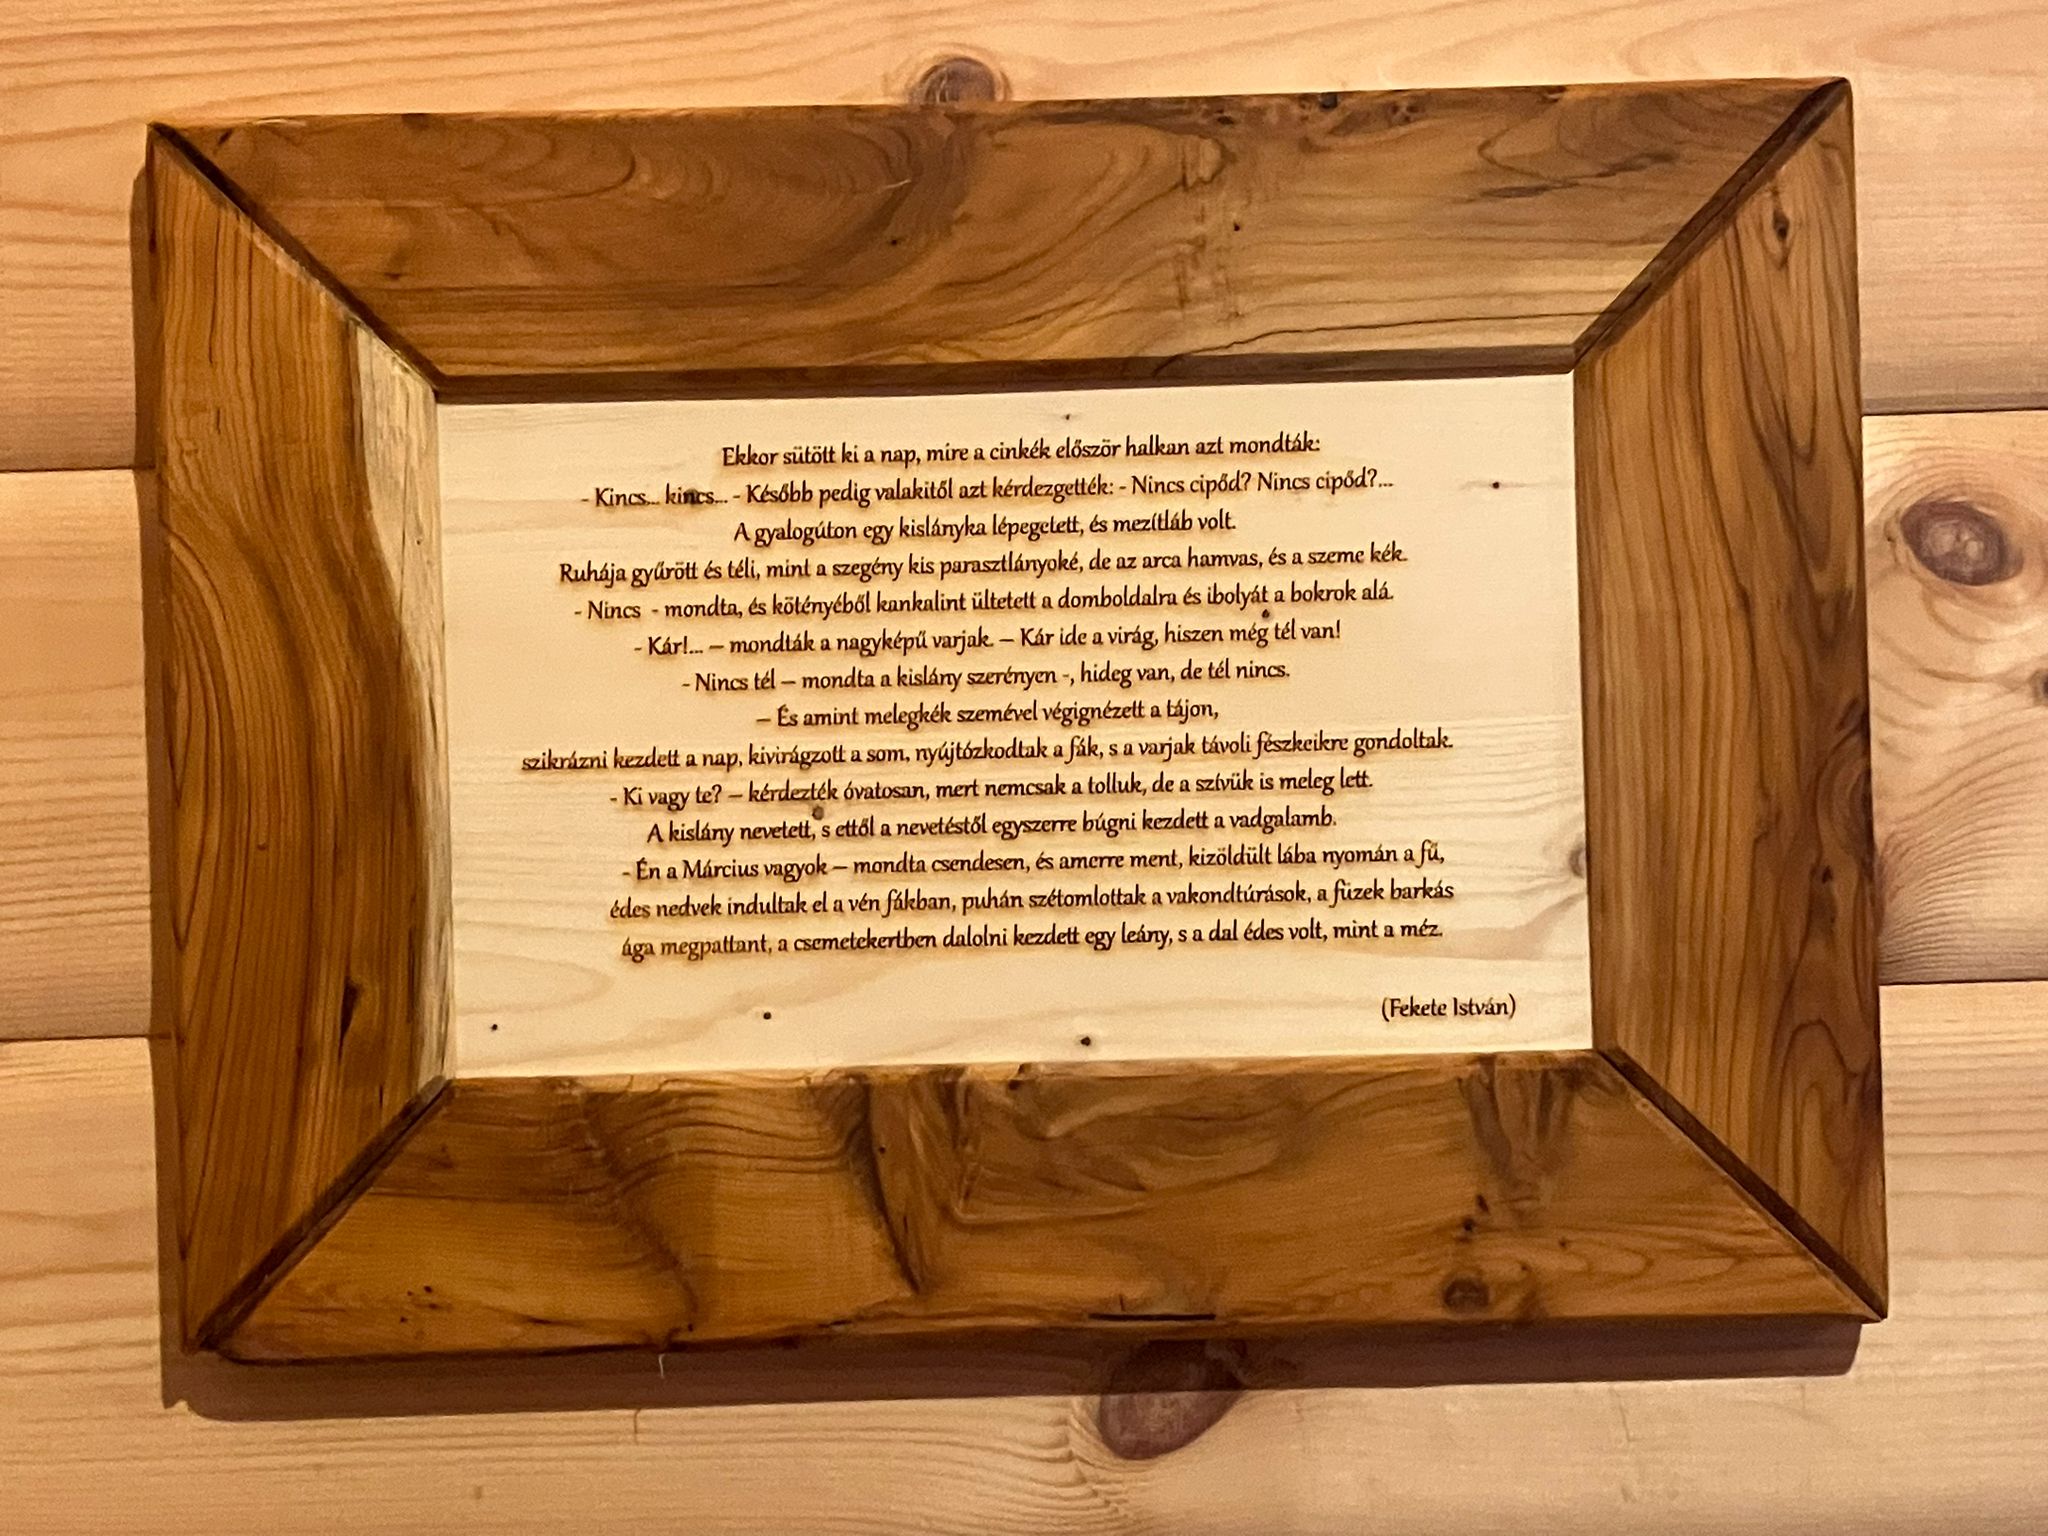 Ekkor sütött ki a nap, mire a cinkék először halkan azt mondták:
- Kincs... kincs... - Később pedig valakitől azt kérdezgették: - Nincs cipőd? Nincs cipőd?...
A gyalogúton egy kislányka lépegetett, és mezítláb volt.
Ruhája gyűrött és téli, mint a szegény kis parasztlányoké, de az arca hamvas, és a szeme kék.
- Nincs - mondta, és kötényéből kankalint ültetett a domboldalra és ibolyát a bokrok alá.
- Kár!... – mondták a nagyképű varjak. – Kár ide a virág, hiszen még tél van!
- Nincs tél – mondta a kislány szerényen -, hideg van, de tél nincs.
– És amint melegkék szemével végignézett a tájon,
szikrázni kezdett a nap, kivirágzott a som, nyújtózkodtak a fák, s a varjak távoli fészkeikre gondoltak.
- Ki vagy te? – kérdezték óvatosan, mert nemcsak a tolluk, de a szívük is meleg lett.
A kislány nevetett, s ettől a nevetéstől egyszerre búgni kezdett a vadgalamb.
- Én a Március vagyok – mondta csendesen, és amerre ment, kizöldült lába nyomán a fű,
édes nedvek indultak el a vén fákban, puhán szétomlottak a vakondtúrások, a füzek barkás
ága megpattant, a csemetekertben dalolni kezdett egy leány, s a dal édes volt, mint a méz.
(Fekete István)